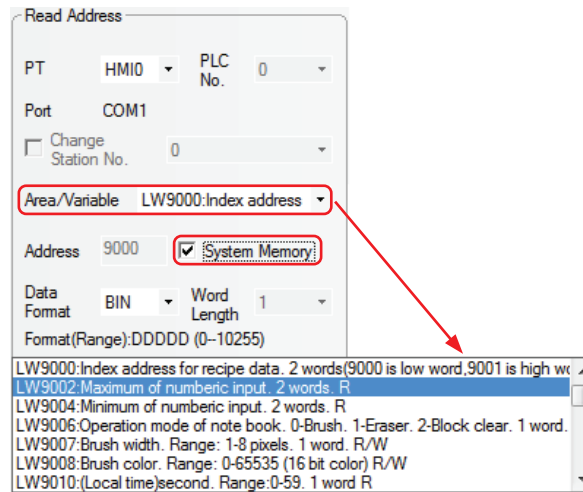 Read Address
PT HMI0 PLC No. 0
Port COM1
Change Station No. 0
Area/Variable LW9000:Index address
Address 9000 System Memory
Data Format BIN Word Length 1
Format(Range):DDDDD (0--10255)
LW9000:Index address for recipe data. 2 words(9000 is low word,9001 is high wo
LW9002:Maximum of numberic input. 2 words. R
LW9004:Minimum of numberic input. 2 words. R
LW9006:Operation mode of note book. 0-Brush. 1-Eraser. 2-Block clear. 1 word.
LW9007:Brush width. Range: 1-8 pixels. 1 word. R/W
LW9008:Brush color. Range: 0-65535 (16 bit color) R/W
LW9010:(Local time)second. Range:0-59. 1 word R